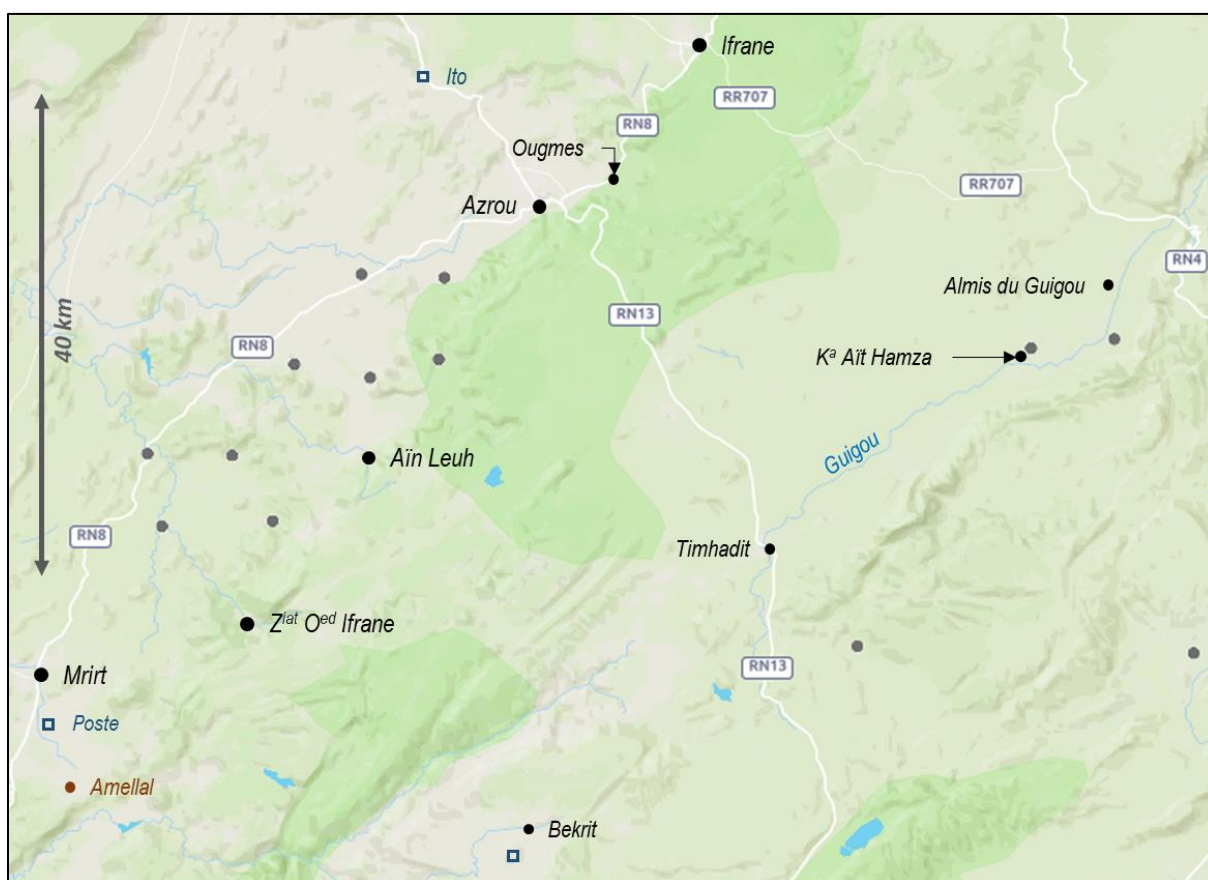 Ifrane
Ito
RR707
RN8
Ougmes
RR707
Azrou
RN4
Almis du Guigou
RN13
40 km
RN8
Kª Aït Hamza
Guigou
Aïn Leuh
RN8
Timhadit
Zⁱᵃᵗ Oᵉᵈ Ifrane
RN13
Mrirt
Poste
Amellal
Bekrit